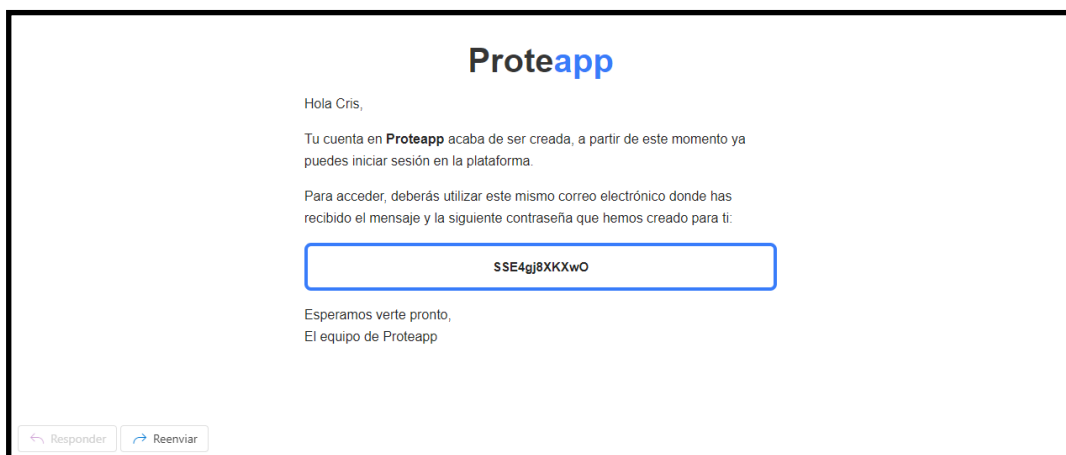 Proteapp
Hola Cris,
Tu cuenta en Proteapp acaba de ser creada, a partir de este momento ya
puedes iniciar sesión en la plataforma.
Para acceder, deberás utilizar este mismo correo electrónico donde has
recibido el mensaje y la siguiente contraseña que hemos creado para ti:
SSE4gj8XKXwO
Esperamos verte pronto,
El equipo de Proteapp
Responder Reenviar